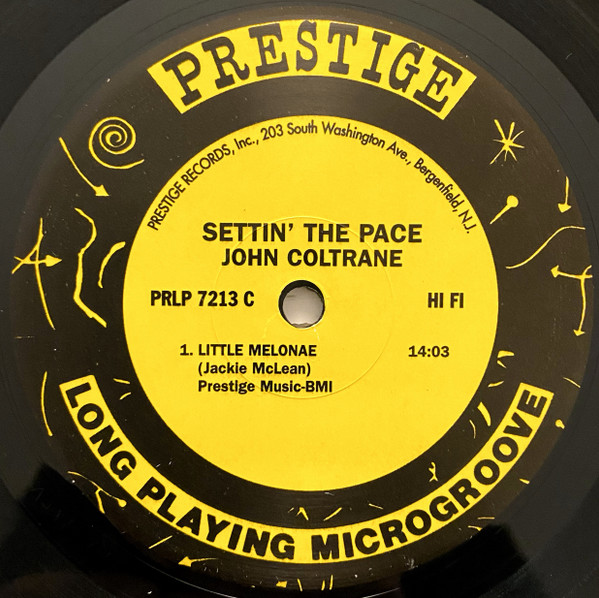 PRESTIGE
PRESTIGE RECORDS, Inc., 203 South Washington Ave., Bergenfield, N.J.
SETTIN' THE PACE
JOHN COLTRANE
PRLP 7213 C HI FI
1. LITTLE MELONAE 14:03
(Jackie McLean)
Prestige Music-BMI
LONG PLAYING MICROGROOVE